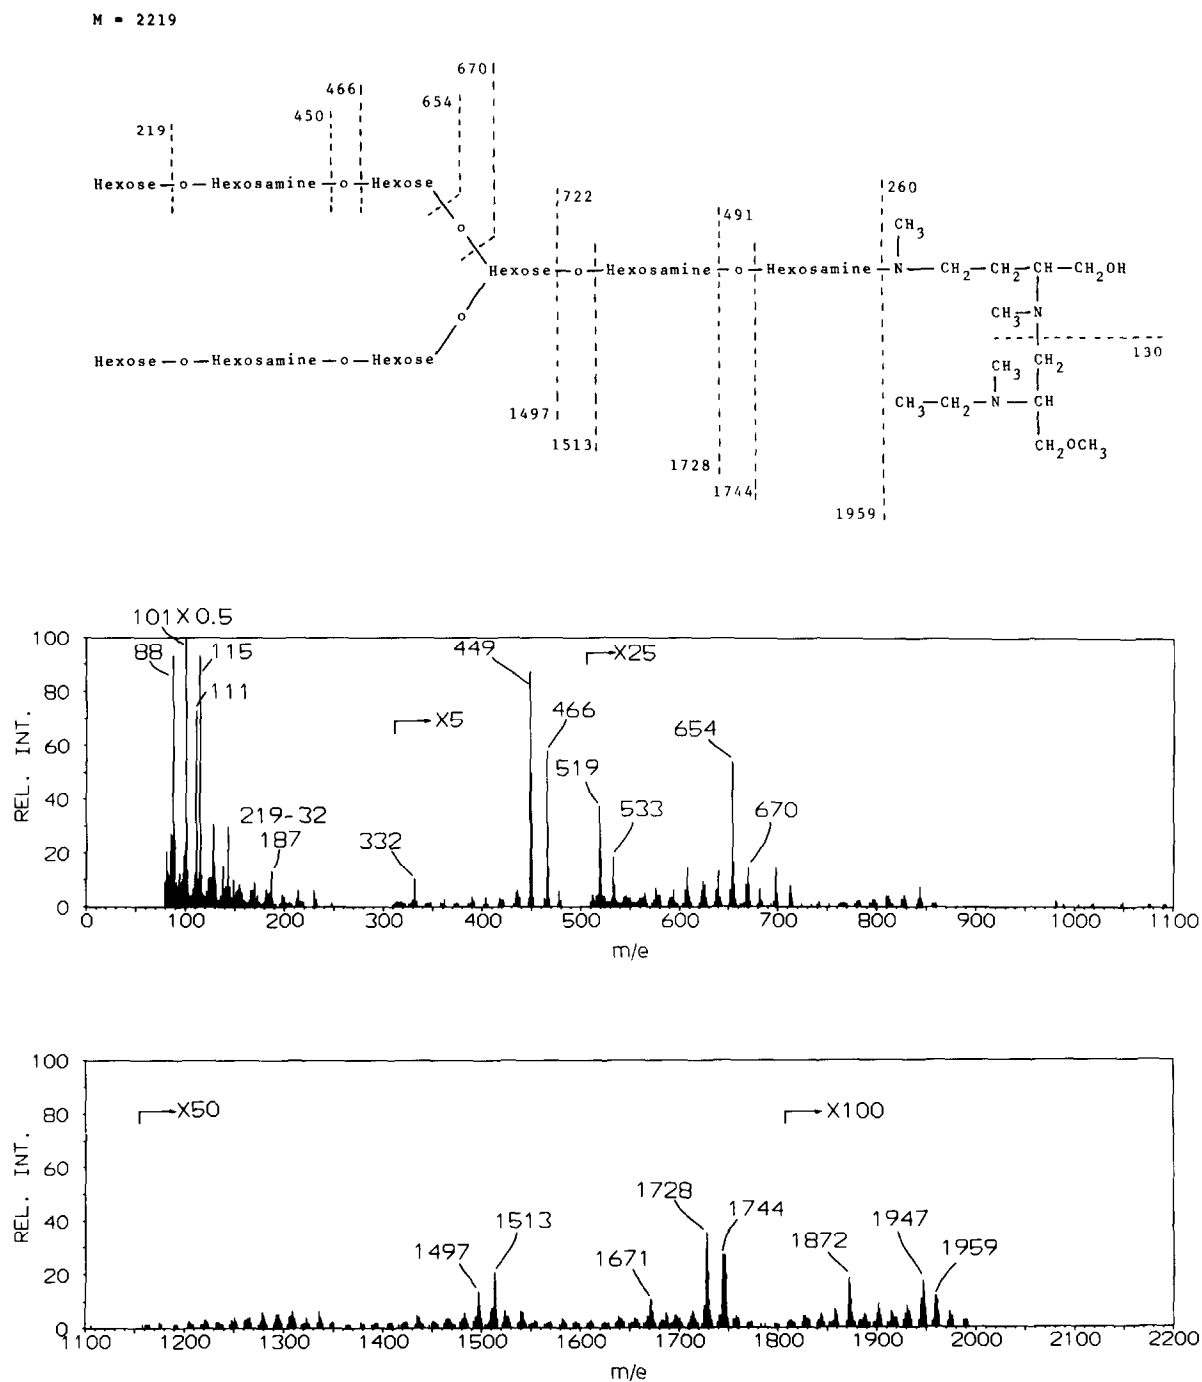 M = 2219
670
466
654
450
219
Hexose-o-Hexosamine-o-Hexose
o
722
491
260
CH3
Hexose-o-Hexosamine-o-Hexosamine-N-CH2-CH2-CH-CH2OH
CH3-N
o
130
Hexose-o-Hexosamine-o-Hexose
CH3
CH2
CH3-CH2-N-CH
1497
1513
CH2OCH3
1728
1744
1959
101 X 0.5
100
88
115
449
X25
111
80
X5
466
654
60
519
533
40
219-32
670
187
332
20
0
REL. INT.
0 100 200 300 400 500 600 700 800 900 1000 1100
m/e
100
X50
X100
80
60
1728
1744
40
1513
1947
1497
1872
1959
1671
20
0
REL. INT.
1100 1200 1300 1400 1500 1600 1700 1800 1900 2000 2100 2200
m/e